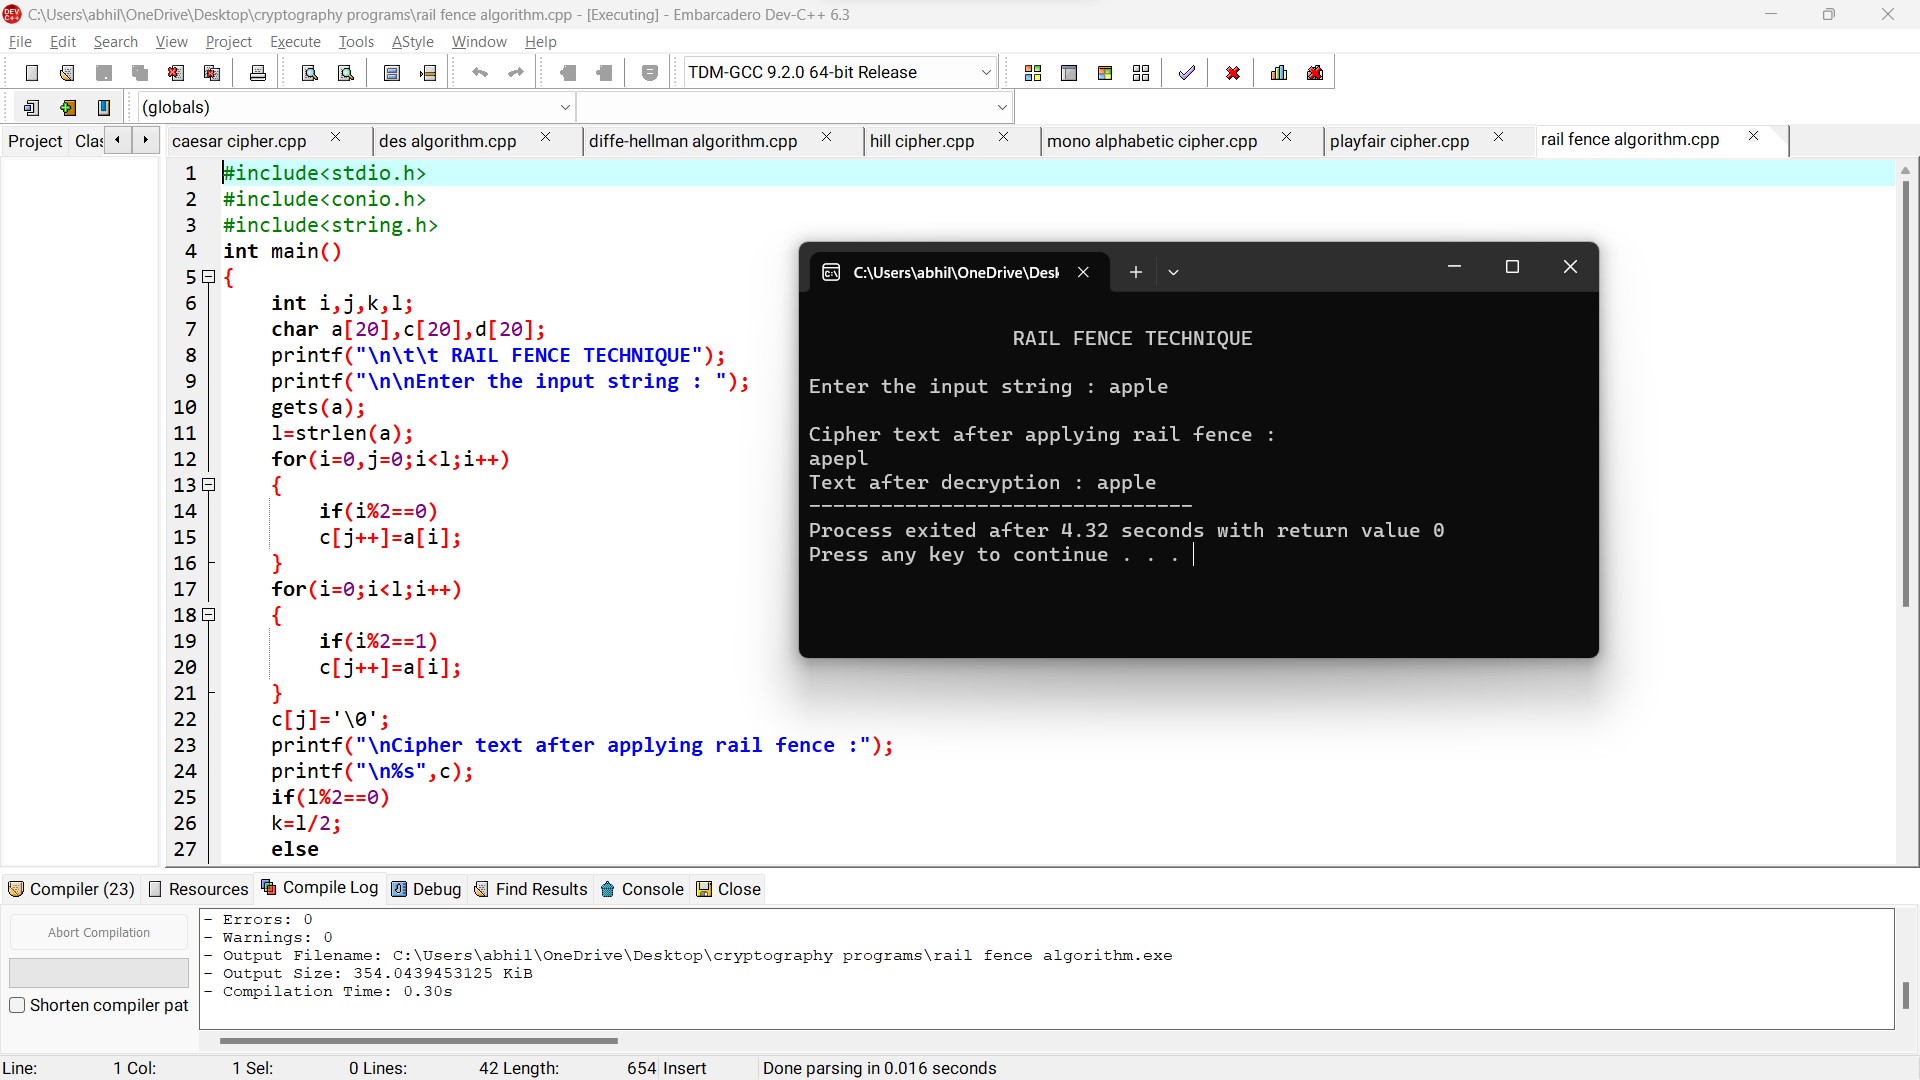 C:\Users\abhil\OneDrive\Desktop\cryptography programs\rail fence algorithm.cpp - [Executing] - Embarcadero Dev-C++ 6.3
File Edit Search View Project Execute Tools AStyle Window Help
TDM-GCC 9.2.0 64-bit Release
(globals)
Project Clas caesar cipher.cpp des algorithm.cpp diffe-hellman algorithm.cpp hill cipher.cpp mono alphabetic cipher.cpp playfair cipher.cpp rail fence algorithm.cpp
1 #include<stdio.h>
2 #include<conio.h>
3 #include<string.h>
4 int main()
5 {
6 int i,j,k,l;
7 char a[20],c[20],d[20];
8 printf("\n\t\t RAIL FENCE TECHNIQUE");
9 printf("\n\nEnter the input string : ");
10 gets(a);
11 l=strlen(a);
12 for(i=0,j=0;i<l;i++)
13 {
14 if(i%2==0)
15 c[j++]=a[i];
16 }
17 for(i=0;i<l;i++)
18 {
19 if(i%2==1)
20 c[j++]=a[i];
21 }
22 c[j]='\0';
23 printf("\nCipher text after applying rail fence :");
24 printf("\n%s",c);
25 if(l%2==0)
26 k=l/2;
27 else
C:\Users\abhil\OneDrive\Desk
RAIL FENCE TECHNIQUE
Enter the input string : apple
Cipher text after applying rail fence :
apepl
Text after decryption : apple
--------------------------------
Process exited after 4.32 seconds with return value 0
Press any key to continue . . .
Compiler (23) Resources Compile Log Debug Find Results Console Close
Abort Compilation
Shorten compiler pat
- Errors: 0
- Warnings: 0
- Output Filename: C:\Users\abhil\OneDrive\Desktop\cryptography programs\rail fence algorithm.exe
- Output Size: 354.0439453125 KiB
- Compilation Time: 0.30s
Line: 1 Col: 1 Sel: 0 Lines: 42 Length: 654 Insert Done parsing in 0.016 seconds